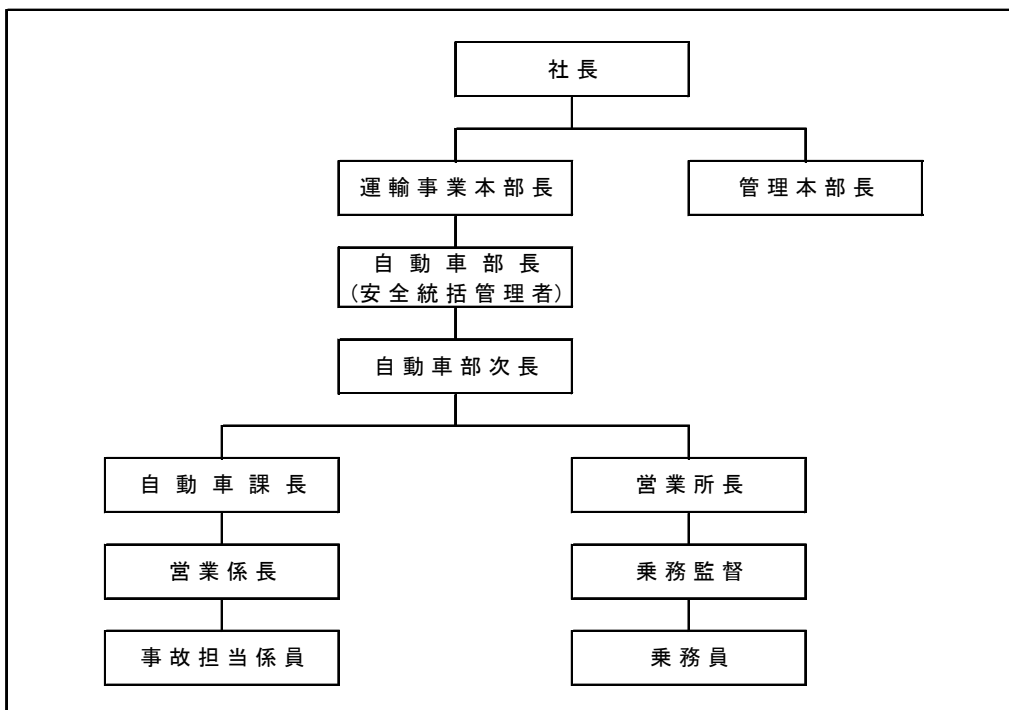 社長
運輸事業本部長
管理本部長
自動車部長
(安全統括管理者)
自動車部次長
自動車課長
営業所長
営業係長
乗務監督
事故担当係員
乗務員